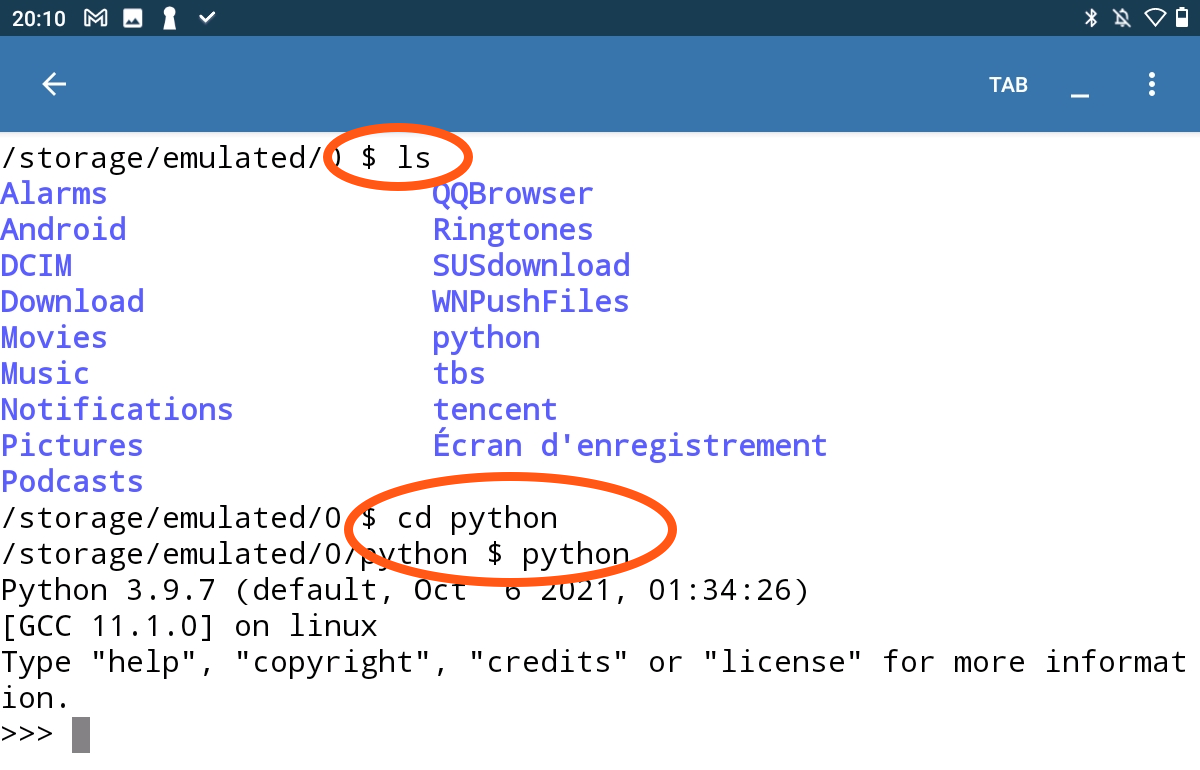 20:10
TAB
/storage/emulated/0 $ ls
Alarms QQBrowser
Android Ringtones
DCIM SUSdownload
Download WNPushFiles
Movies python
Music tbs
Notifications tencent
Pictures Écran d'enregistrement
Podcasts
/storage/emulated/0 $ cd python
/storage/emulated/0/python $ python
Python 3.9.7 (default, Oct  6 2021, 01:34:26)
[GCC 11.1.0] on linux
Type "help", "copyright", "credits" or "license" for more informat
ion.
>>>